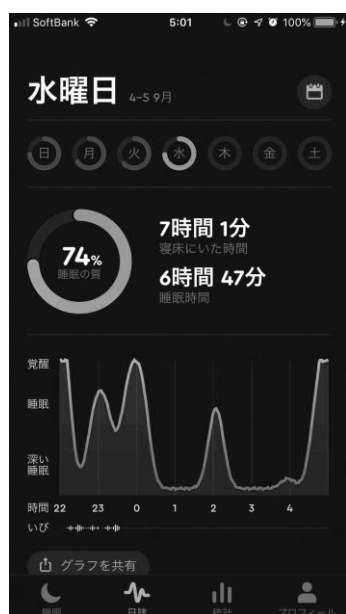 SoftBank 5:01 100%
水曜日 4-5 9月
日 月 火 水 木 金 土
74%
睡眠の質
7時間 1分
寝床にいた時間
6時間 47分
睡眠時間
覚醒
睡眠
深い
睡眠
時間 22 23 0 1 2 3 4
いびき
グラフを共有
睡眠 日誌 統計 プロフィール